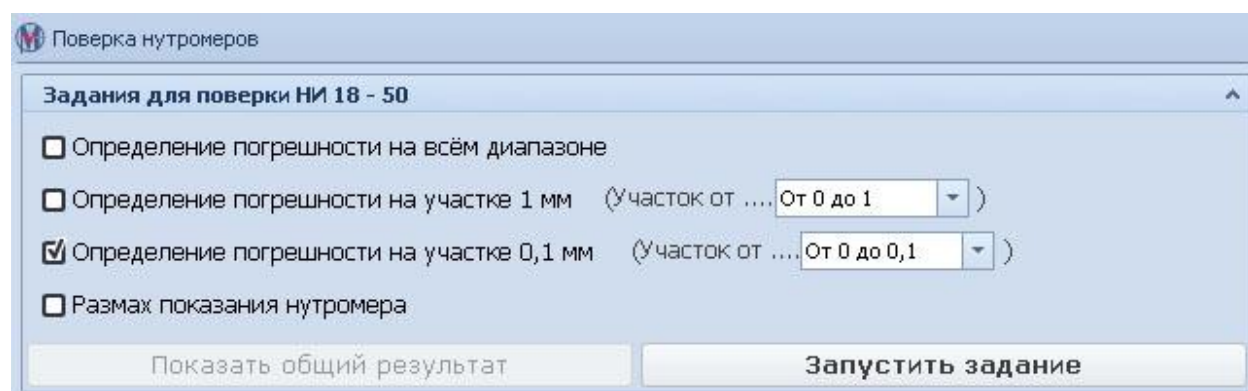 Поверка нутромеров
Задания для поверки НИ 18 - 50
Определение погрешности на всём диапазоне
Определение погрешности на участке 1 мм (Участок от .... От 0 до 1 )
Определение погрешности на участке 0,1 мм (Участок от .... От 0 до 0,1 )
Размах показания нутромера
Показать общий результат Запустить задание